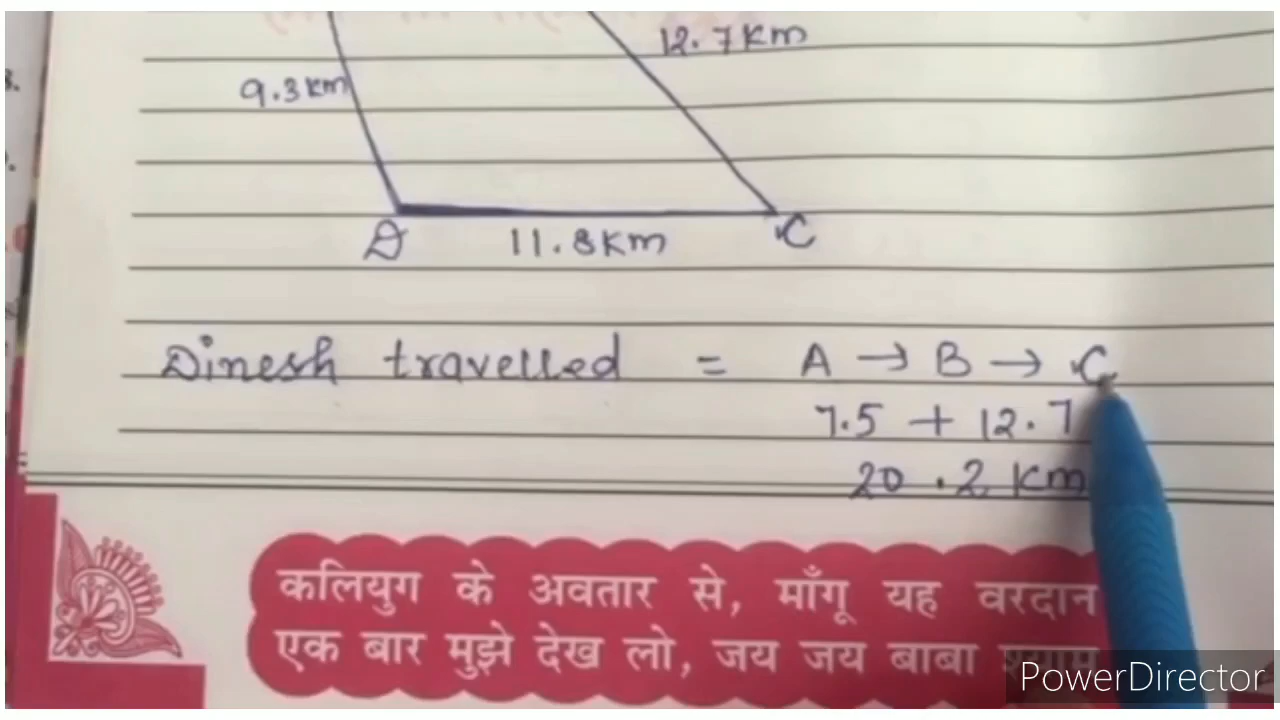 12.7 Km
9.3 km
D 11.8 Km C
Dinesh travelled = A → B → C
7.5 + 12.7
20.2 Km
कलियुग के अवतार से, माँगू यह वरदान
एक बार मुझे देख लो, जय जय बाबा श्याम
PowerDirector